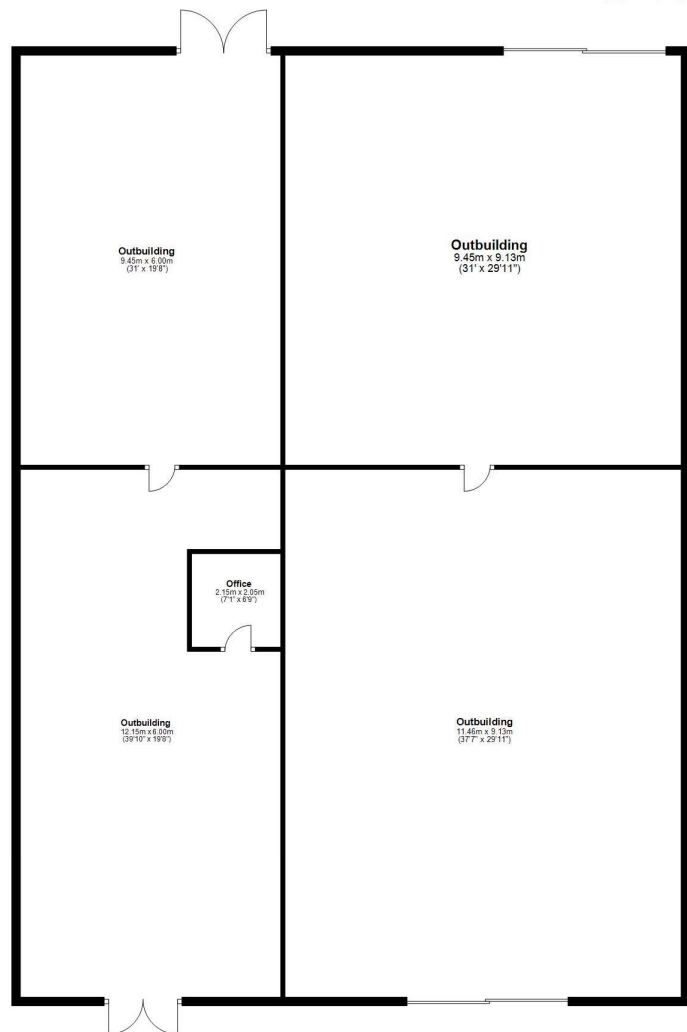 Outbuilding
9.45m x 6.00m
(31' x 19'8")
Outbuilding
9.45m x 9.13m
(31' x 29'11")
Office
2.15m x 2.05m
(7'1" x 6'9")
Outbuilding
12.15m x 6.00m
(39'10" x 19'8")
Outbuilding
11.46m x 9.13m
(37'7" x 29'11")